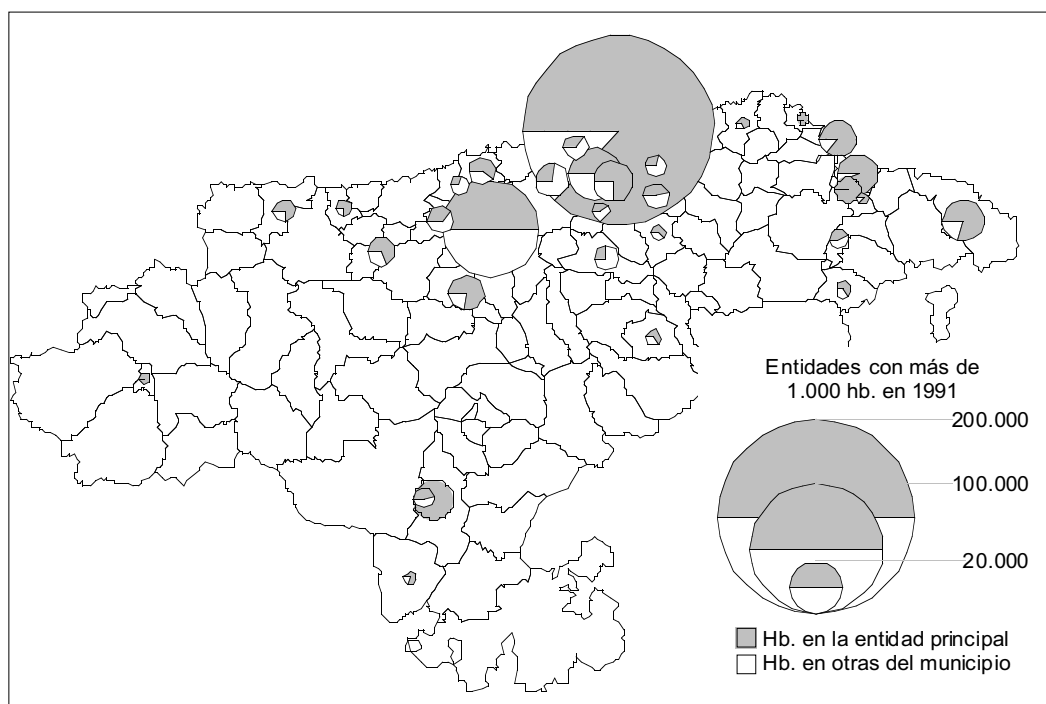 Entidades con más de
1.000 hb. en 1991
200.000
100.000
20.000
Hb. en la entidad principal
Hb. en otras del municipio